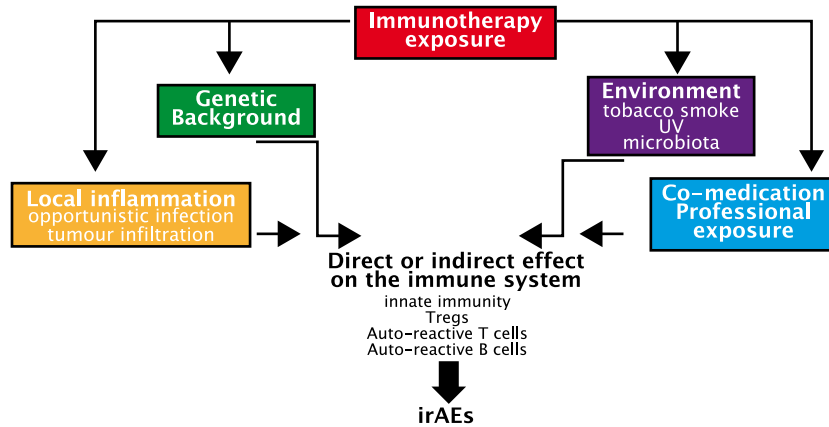 Immunotherapy
exposure
Genetic
Background
Environment
tobacco smoke
UV
microbiota
Local inflammation
opportunistic infection
tumour infiltration
Co-medication
Professional
exposure
Direct or indirect effect
on the immune system
innate immunity
Tregs
Auto-reactive T cells
Auto-reactive B cells
irAEs